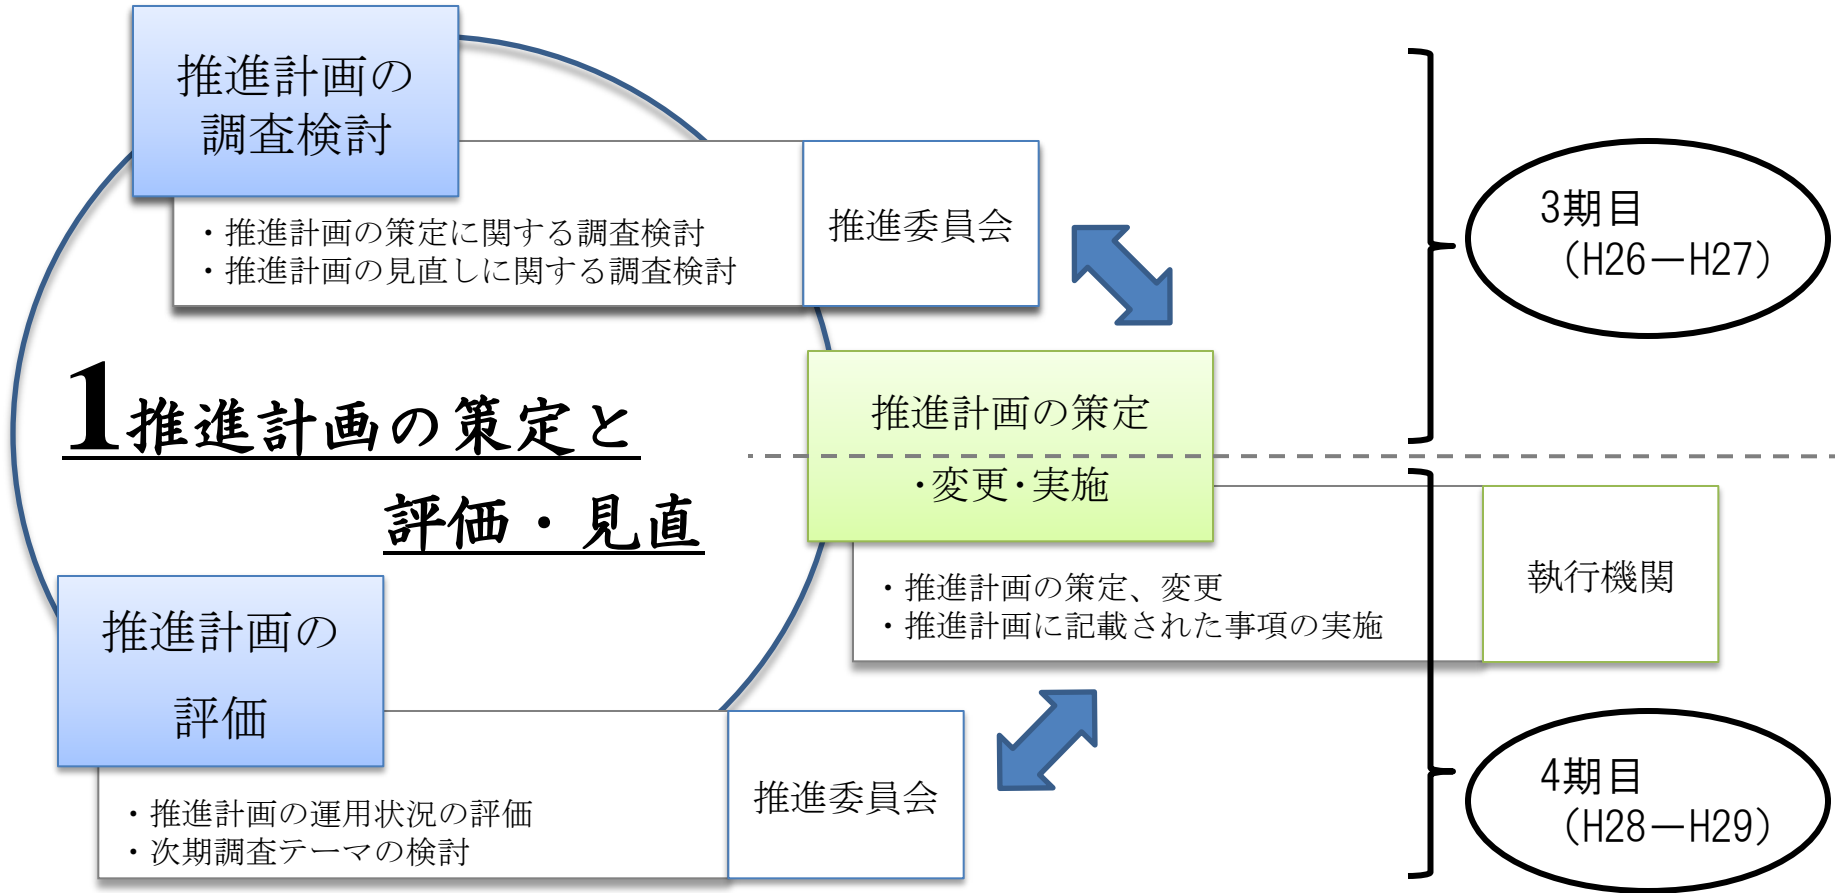 推進計画の
調査検討
・推進計画の策定に関する調査検討
・推進計画の見直しに関する調査検討
推進委員会
3期目
（H26－H27）
1推進計画の策定と
評価・見直
推進計画の策定
・変更・実施
・推進計画の策定、変更
・推進計画に記載された事項の実施
執行機関
推進計画の
評価
・推進計画の運用状況の評価
・次期調査テーマの検討
推進委員会
4期目
（H28－H29）